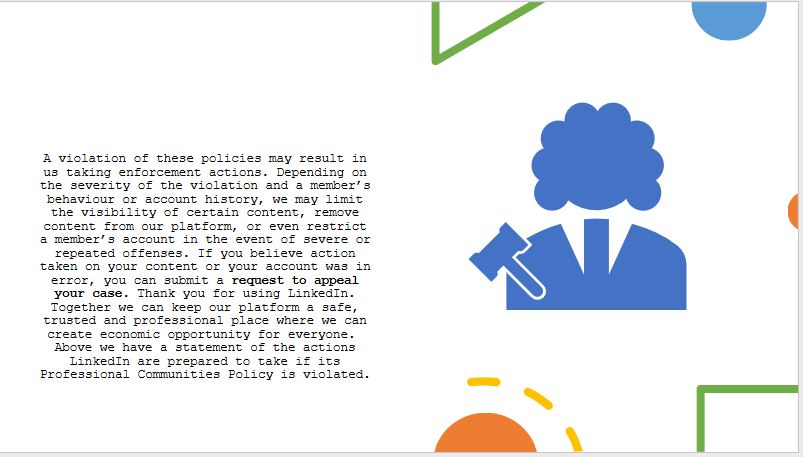 A violation of these policies may result in
us taking enforcement actions. Depending on
the severity of the violation and a member’s
behaviour or account history, we may limit
the visibility of certain content, remove
content from our platform, or even restrict
a member’s account in the event of severe or
repeated offenses. If you believe action
taken on your content or your account was in
error, you can submit a request to appeal
your case. Thank you for using LinkedIn.
Together we can keep our platform a safe,
trusted and professional place where we can
create economic opportunity for everyone.
Above we have a statement of the actions
LinkedIn are prepared to take if its
Professional Communities Policy is violated.